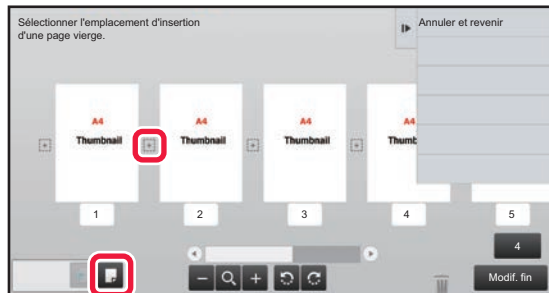 Sélectionner l'emplacement d'insertion
d'une page vierge.
Annuler et revenir
A4
Thumbnail
A4
Thumbnail
A4
Thumbnail
A4
Thumb
1
2
3
4
5
4
Modif. fin